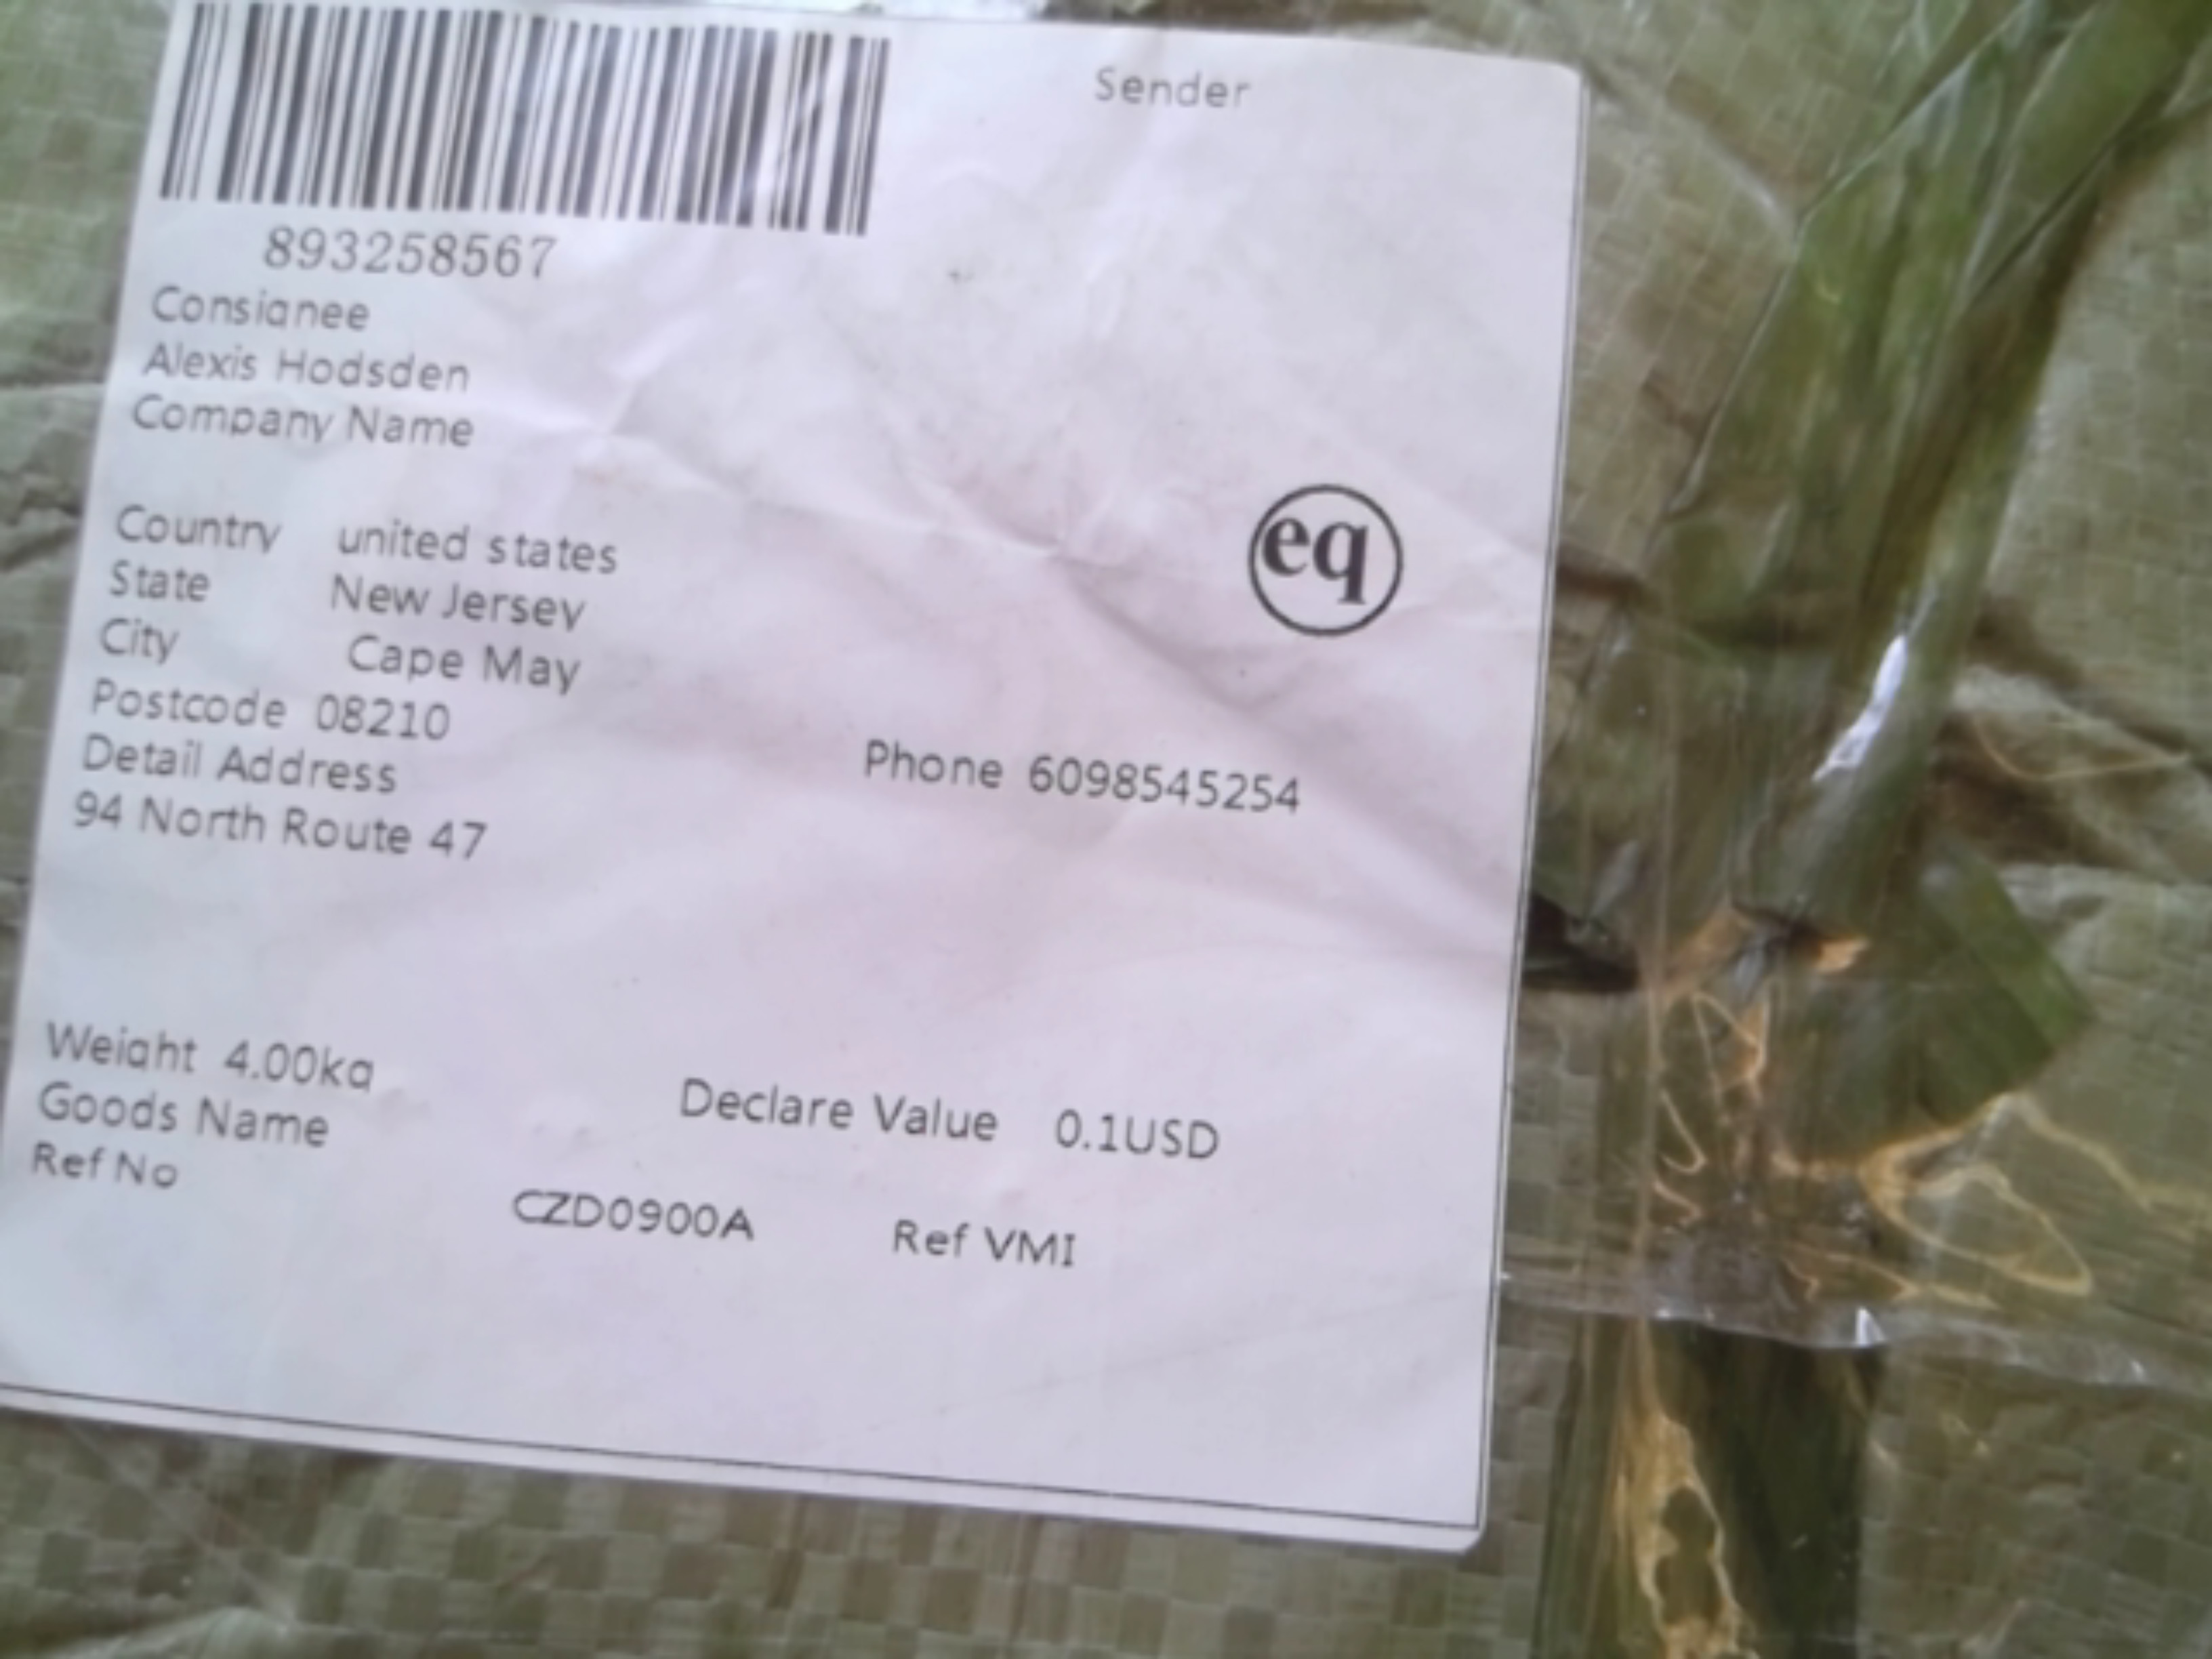 Sender
893258567
Consianee
Alexis Hodsden
Company Name
eq
Country united states
State New Jersey
City Cape May
Postcode 08210
Detail Address
Phone 6098545254
94 North Route 47
Weiaht 4.00ka
Goods Name
Declare Value 0.1USD
Ref No
CZD0900A Ref VMI